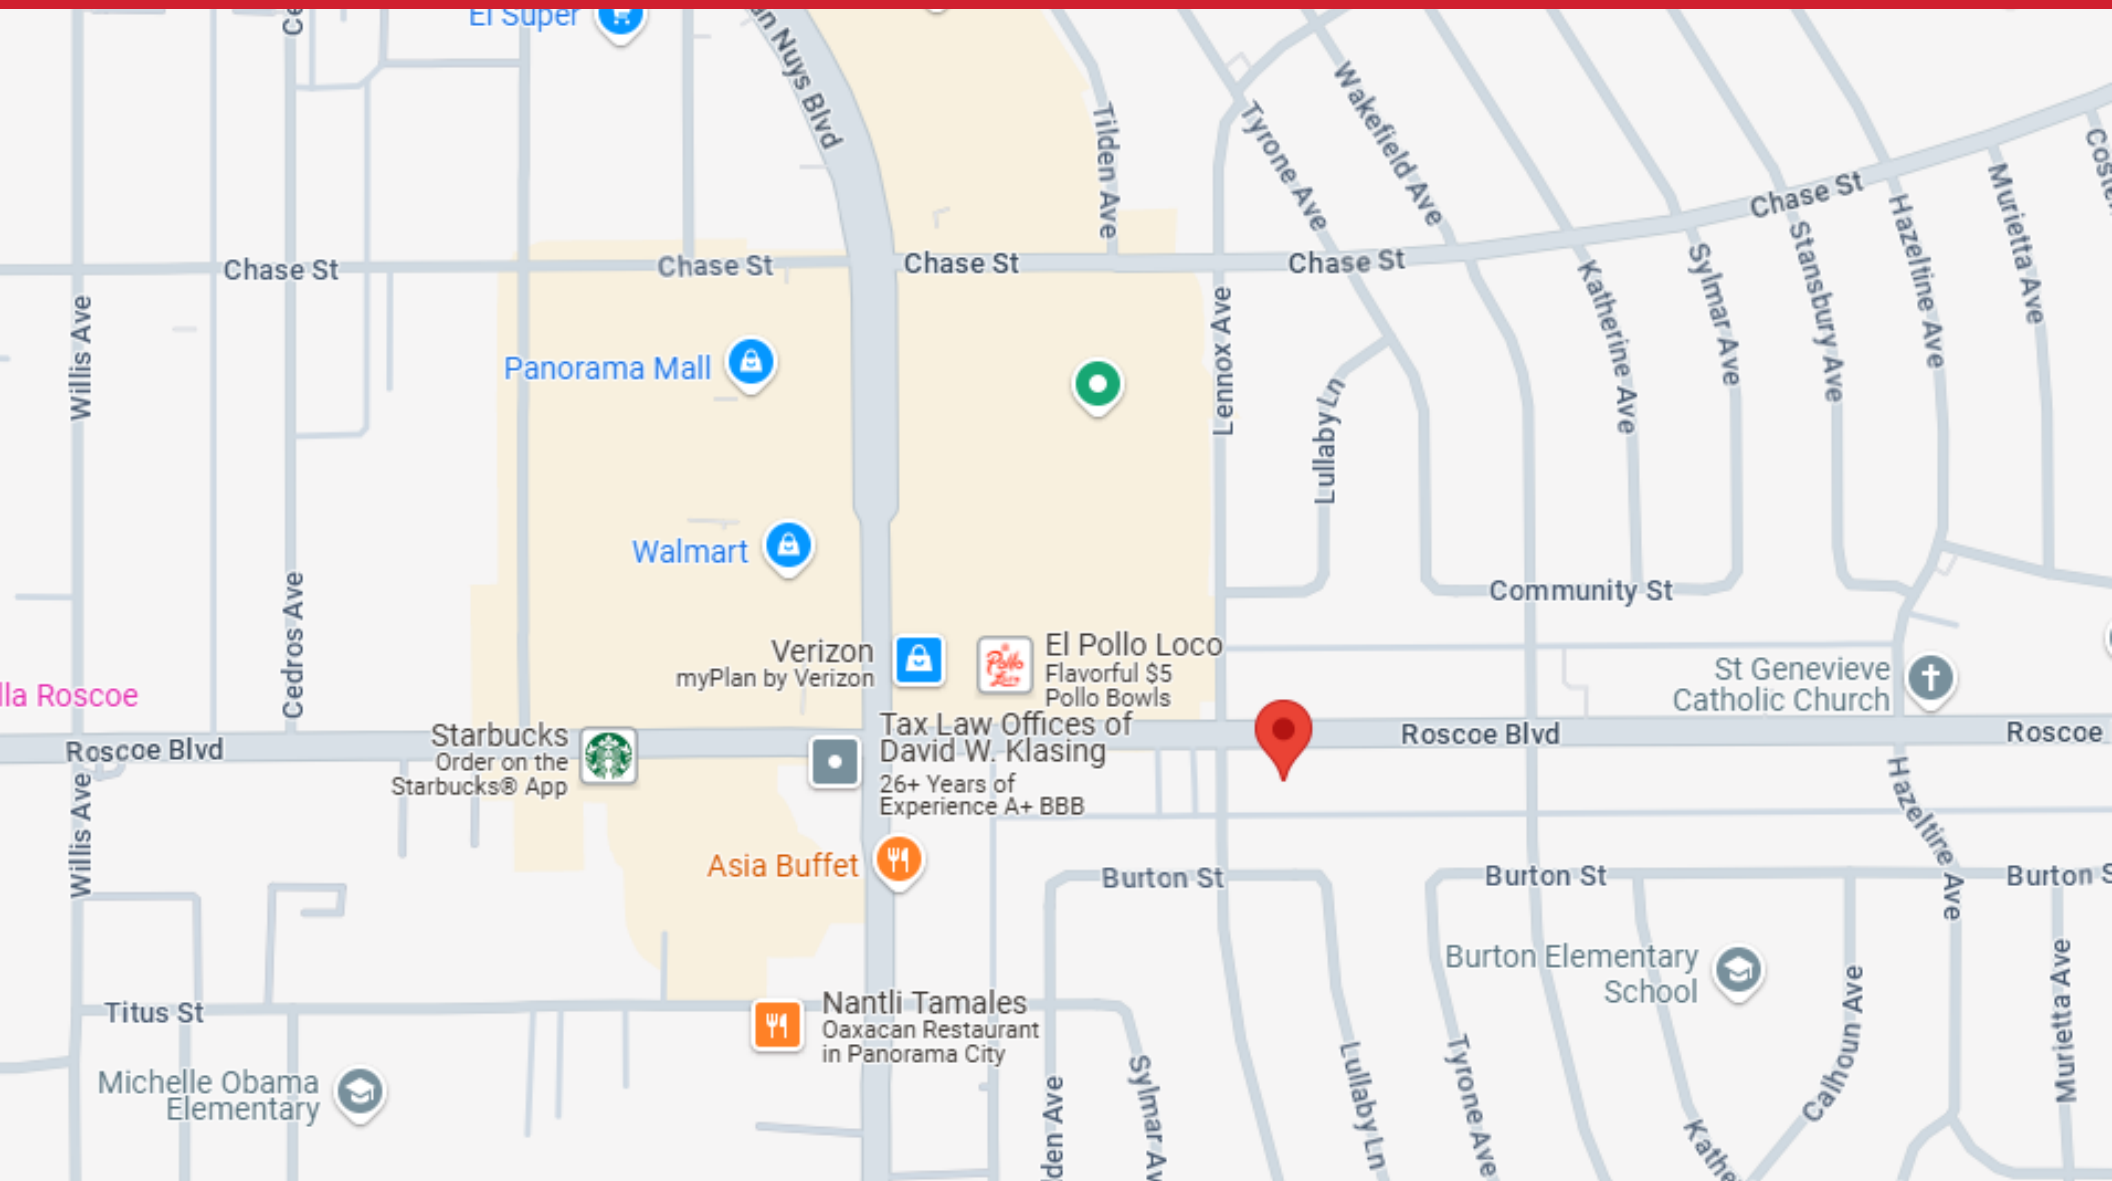 El Super
an Nuys Blvd
Tilden Ave
Tyrone Ave
Wakefield Ave
Chase St
Murietta Ave
Chase St
Chase St
Chase St
Chase St
Hazeltine Ave
Stansbury Ave
Sylmar Ave
Katherine Ave
Willis Ave
Lennox Ave
Lullaby Ln
Panorama Mall
Walmart
Community St
Cedros Ave
Verizon
myPlan by Verizon
El Pollo Loco
Flavorful $5
Pollo Bowls
St Genevieve
Catholic Church
lla Roscoe
Roscoe Blvd
Starbucks
Order on the
Starbucks® App
Tax Law Offices of
David W. Klasing
26+ Years of
Experience A+ BBB
Roscoe Blvd
Roscoe
Willis Ave
Hazeltine Ave
Asia Buffet
Burton St
Burton St
Burton S
Burton Elementary
School
Calhoun Ave
Murietta Ave
Titus St
Nantli Tamales
Oaxacan Restaurant
in Panorama City
Michelle Obama
Elementary
lden Ave
Sylmar Av
Lullaby Ln
Tyrone Ave
Kathe